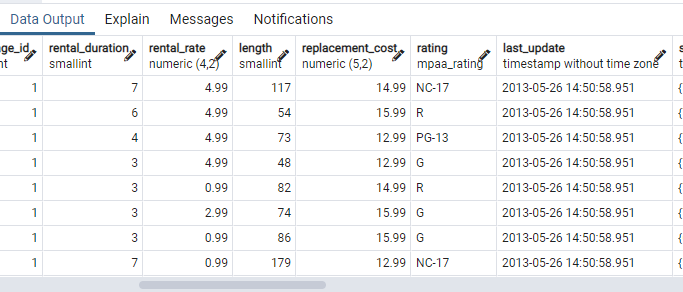 Data Output Explain Messages Notifications
ge_id rental_duration rental_rate length replacement_cost rating last_update s
nt smallint numeric (4,2) smallint numeric (5,2) mpaa_rating timestamp without time zone t
1 7 4.99 117 14.99 NC-17 2013-05-26 14:50:58.951 {
1 6 4.99 54 15.99 R 2013-05-26 14:50:58.951 {
1 4 4.99 73 12.99 PG-13 2013-05-26 14:50:58.951 {
1 3 4.99 48 12.99 G 2013-05-26 14:50:58.951 {
1 3 0.99 82 14.99 R 2013-05-26 14:50:58.951 {
1 3 2.99 74 15.99 G 2013-05-26 14:50:58.951 {
1 3 0.99 86 15.99 G 2013-05-26 14:50:58.951 {
1 7 0.99 179 12.99 NC-17 2013-05-26 14:50:58.951 {